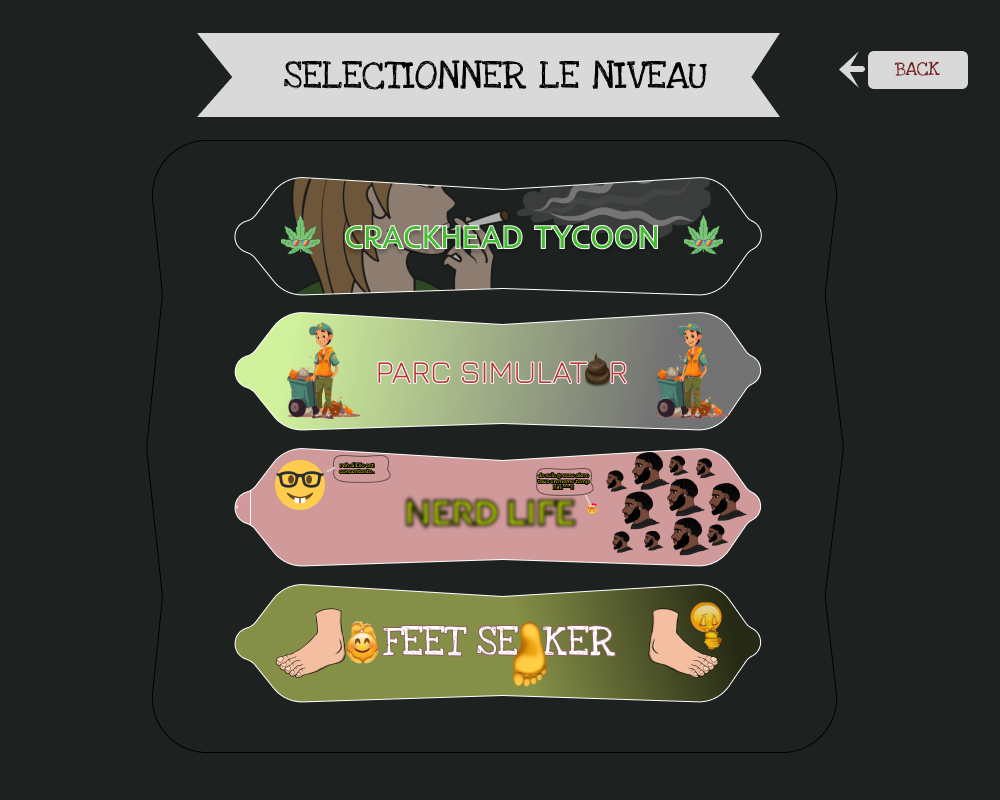 SELECTIONNER LE NIVEAU
BACK
CRACKHEAD TYCOON
PARC SIMULAT💩R
NERD LIFE
FEET SE🦶KER